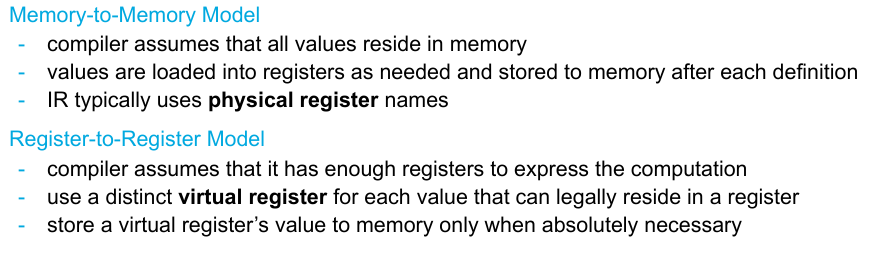 Memory-to-Memory Model
- compiler assumes that all values reside in memory
- values are loaded into registers as needed and stored to memory after each definition
- IR typically uses physical register names
Register-to-Register Model
- compiler assumes that it has enough registers to express the computation
- use a distinct virtual register for each value that can legally reside in a register
- store a virtual register’s value to memory only when absolutely necessary